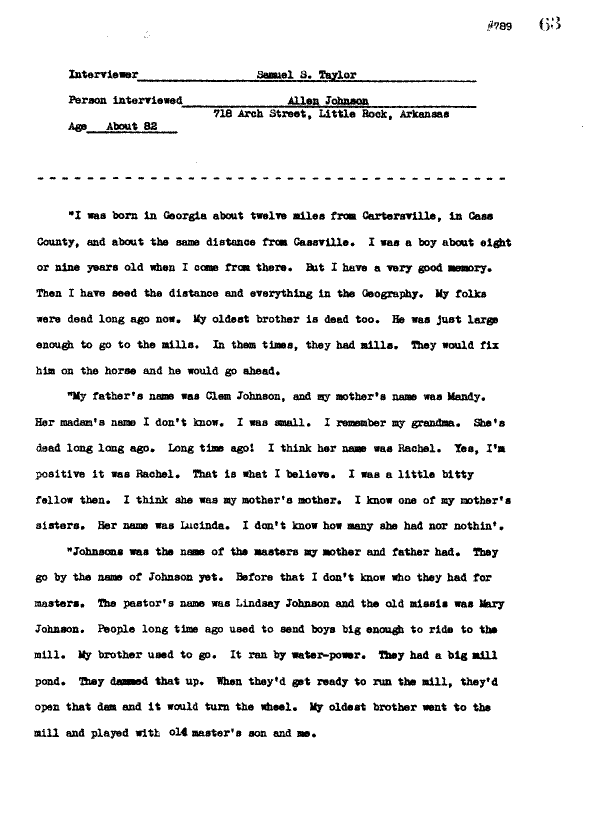 #789 63
Interviewer Samuel S. Taylor
Person interviewed Allen Johnson
718 Arch Street, Little Rock, Arkansas
Age About 82
- - - - - - - - - - - - - - - - - - - - - - - - - - - - - - - - - - - - - -
"I was born in Georgia about twelve miles from Cartersville, in Cass
County, and about the same distance from Cassville. I was a boy about eight
or nine years old when I come from there. But I have a very good memory.
Then I have seed the distance and everything in the Geography. My folks
were dead long ago now. My oldest brother is dead too. He was just large
enough to go to the mills. In them times, they had mills. They would fix
him on the horse and he would go ahead.
"My father's name was Clem Johnson, and my mother's name was Mandy.
Her madam's name I don't know. I was small. I remember my grandma. She's
dead long long ago. Long time ago! I think her name was Rachel. Yes, I'm
positive it was Rachel. That is what I believe. I was a little bitty
fellow then. I think she was my mother's mother. I know one of my mother's
sisters. Her name was Lucinda. I don't know how many she had nor nothin'.
"Johnsons was the name of the masters my mother and father had. They
go by the name of Johnson yet. Before that I don't know who they had for
masters. The pastor's name was Lindsay Johnson and the old missis was Mary
Johnson. People long time ago used to send boys big enough to ride to the
mill. My brother used to go. It ran by water-power. They had a big mill
pond. They dammed that up. When they'd get ready to run the mill, they'd
open that dam and it would turn the wheel. My oldest brother went to the
mill and played with old master's son and me.